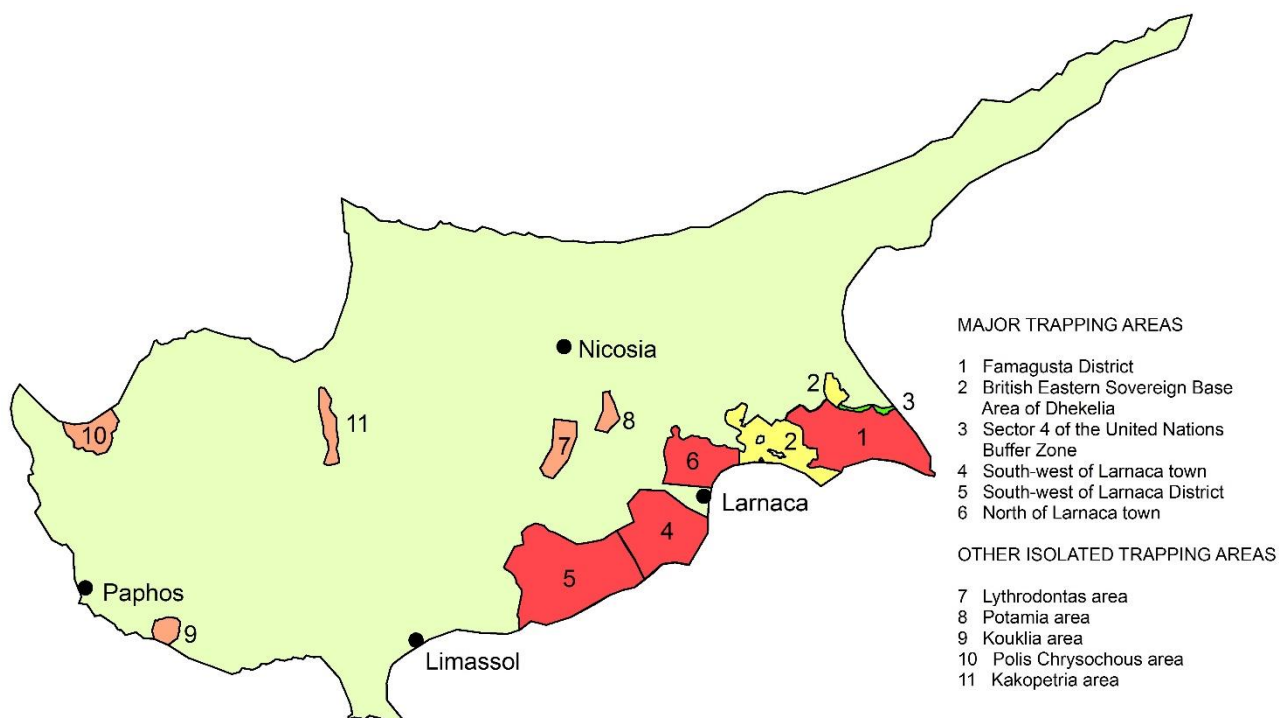 Nicosia
2
3
11
8
10
7
2
1
6
Larnaca
4
5
Paphos
9
Limassol
MAJOR TRAPPING AREAS
1 Famagusta District
2 British Eastern Sovereign Base
Area of Dhekelia
3 Sector 4 of the United Nations
Buffer Zone
4 South-west of Larnaca town
5 South-west of Larnaca District
6 North of Larnaca town
OTHER ISOLATED TRAPPING AREAS
7 Lythrodontas area
8 Potamia area
9 Kouklia area
10 Polis Chrysochous area
11 Kakopetria area